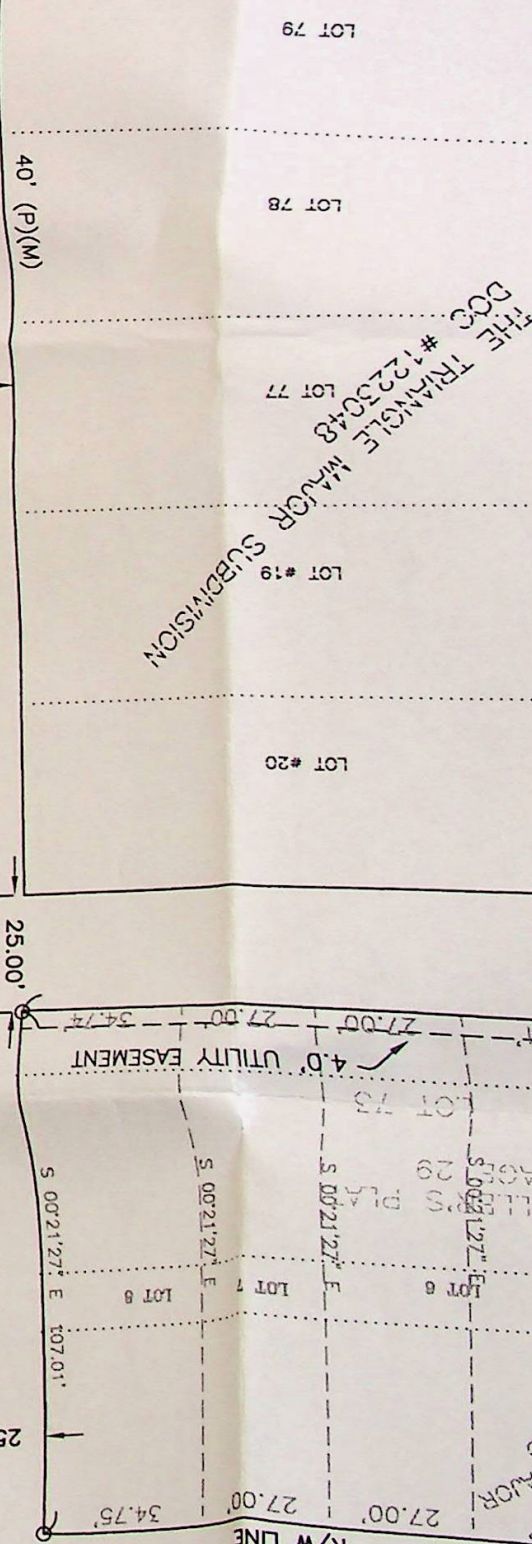 LOT 79
LOT 78
40' (P)(M)
THE TRIANGLE MAJOR SUBDIVISION
DOC #1223048
LOT 77
LOT #19
LOT #20
25.00'
34.74'
27.00'
27.00'
4.0' UTILITY EASEMENT
LOT 73
29
S 00°21'27" E 107.01'
S 00°21'27" E
S 00°21'27" E
S 00°21'27" E
LOT 8
LOT 7
LOT 6
34.75'
27.00'
27.00'
R/W LINE